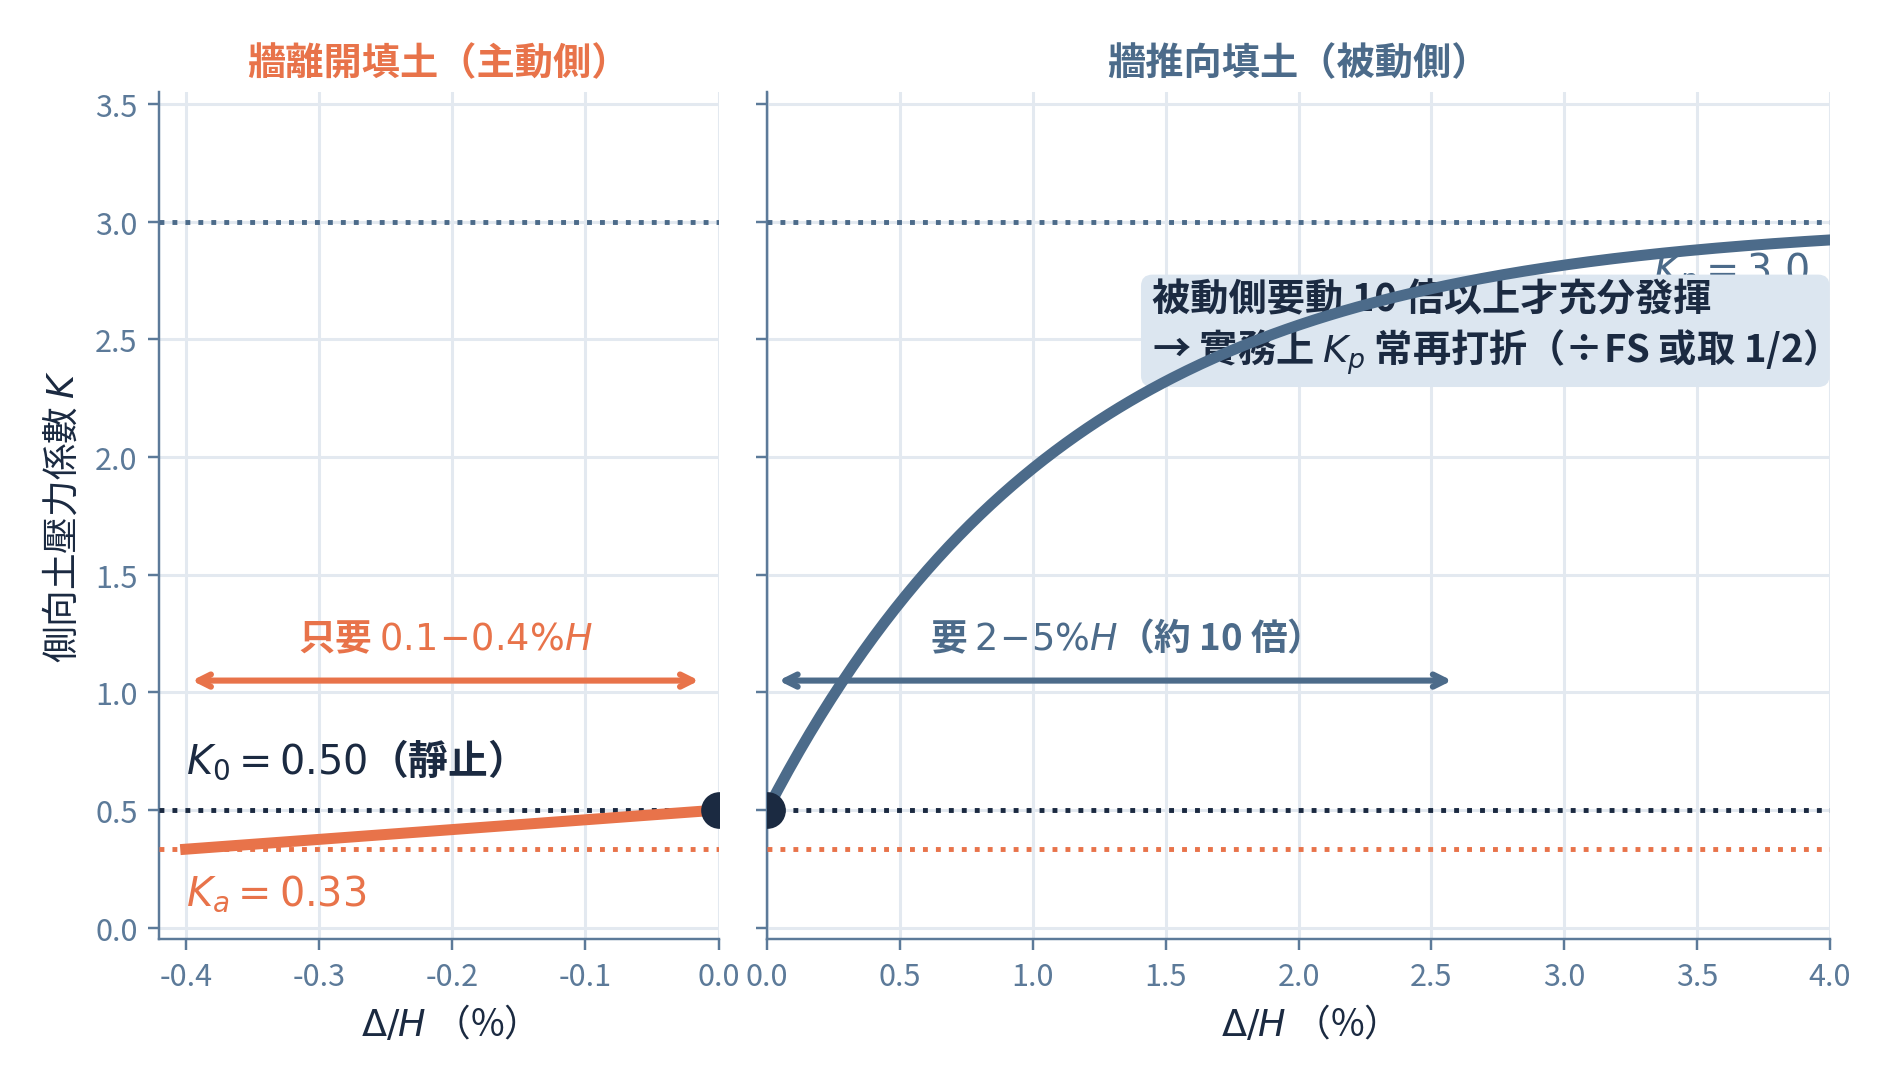 牆離開填土（主動側）
牆推向填土（被動側）
側向土壓力係數 K
3.5
3.0
2.5
2.0
1.5
1.0
0.5
0.0
只要 0.1−0.4%H
K₀ = 0.50（靜止）
Kₐ = 0.33
-0.4
-0.3
-0.2
-0.1
0.0
Δ/H （%）
Kₚ = 3.0
被動側要動 10 倍以上才充分發揮
→ 實務上 Kₚ 常再打折（÷FS 或取 1/2）
要 2−5%H（約 10 倍）
0.0
0.5
1.0
1.5
2.0
2.5
3.0
3.5
4.0
Δ/H （%）